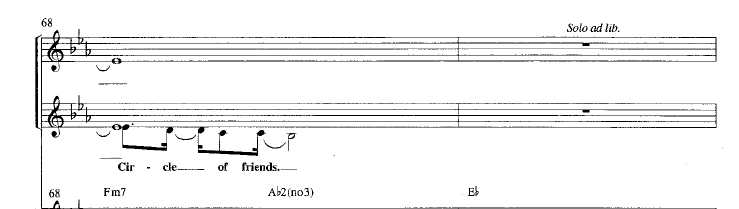 68
Solo ad lib.
Cir - cle of friends.
68 Fm7 A♭2(no3) E♭